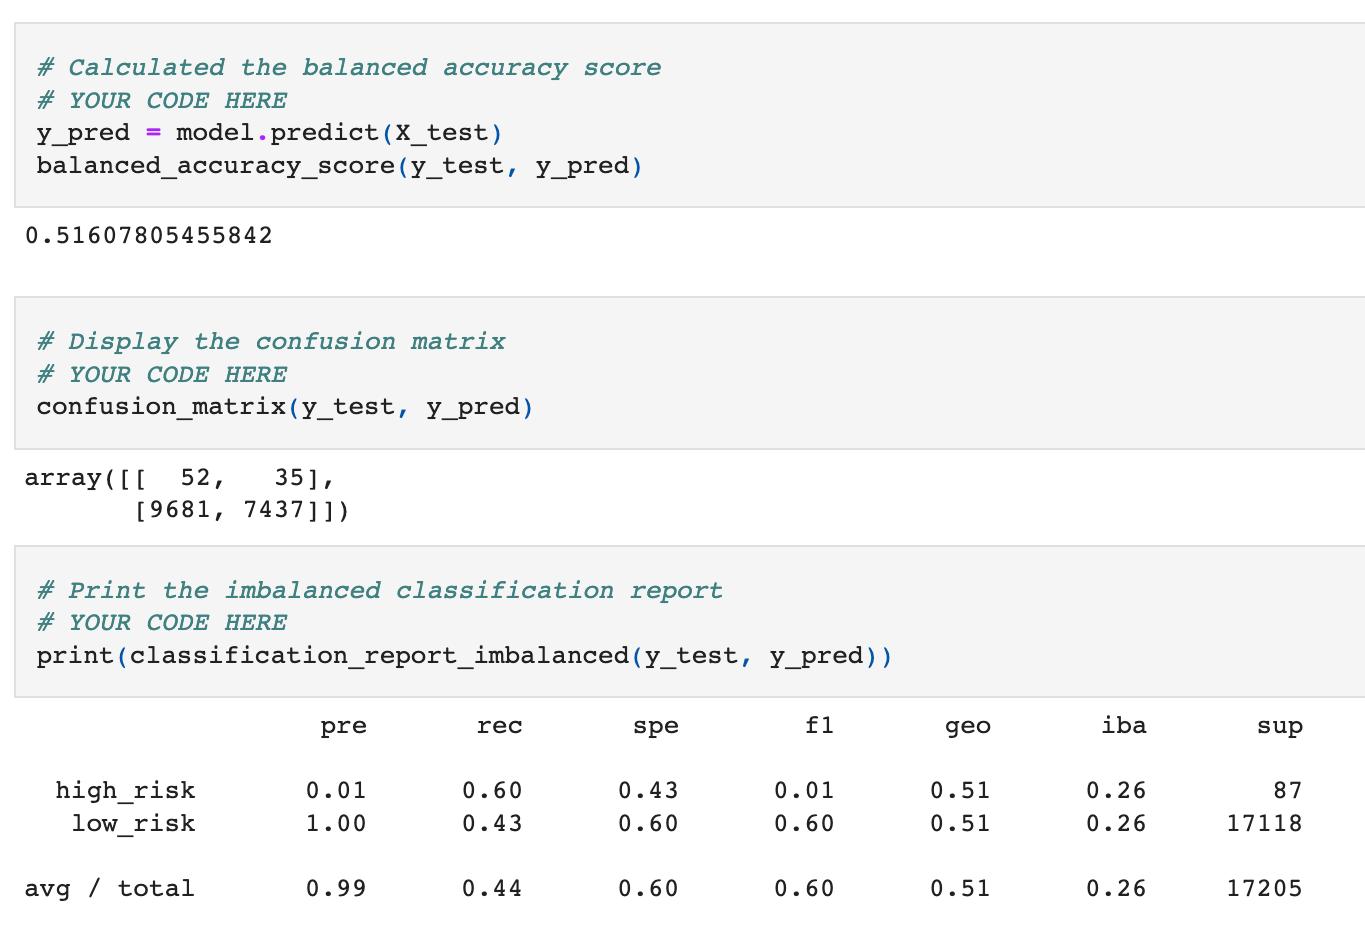 # Calculated the balanced accuracy score
# YOUR CODE HERE
y_pred = model.predict(X_test)
balanced_accuracy_score(y_test, y_pred)
0.51607805455842
# Display the confusion matrix
# YOUR CODE HERE
confusion_matrix(y_test, y_pred)
array([[  52,   35],
       [9681, 7437]])
# Print the imbalanced classification report
# YOUR CODE HERE
print(classification_report_imbalanced(y_test, y_pred))
                   pre       rec       spe        f1       geo       iba       sup
  high_risk       0.01      0.60      0.43      0.01      0.51      0.26        87
   low_risk       1.00      0.43      0.60      0.60      0.51      0.26     17118
avg / total       0.99      0.44      0.60      0.60      0.51      0.26     17205